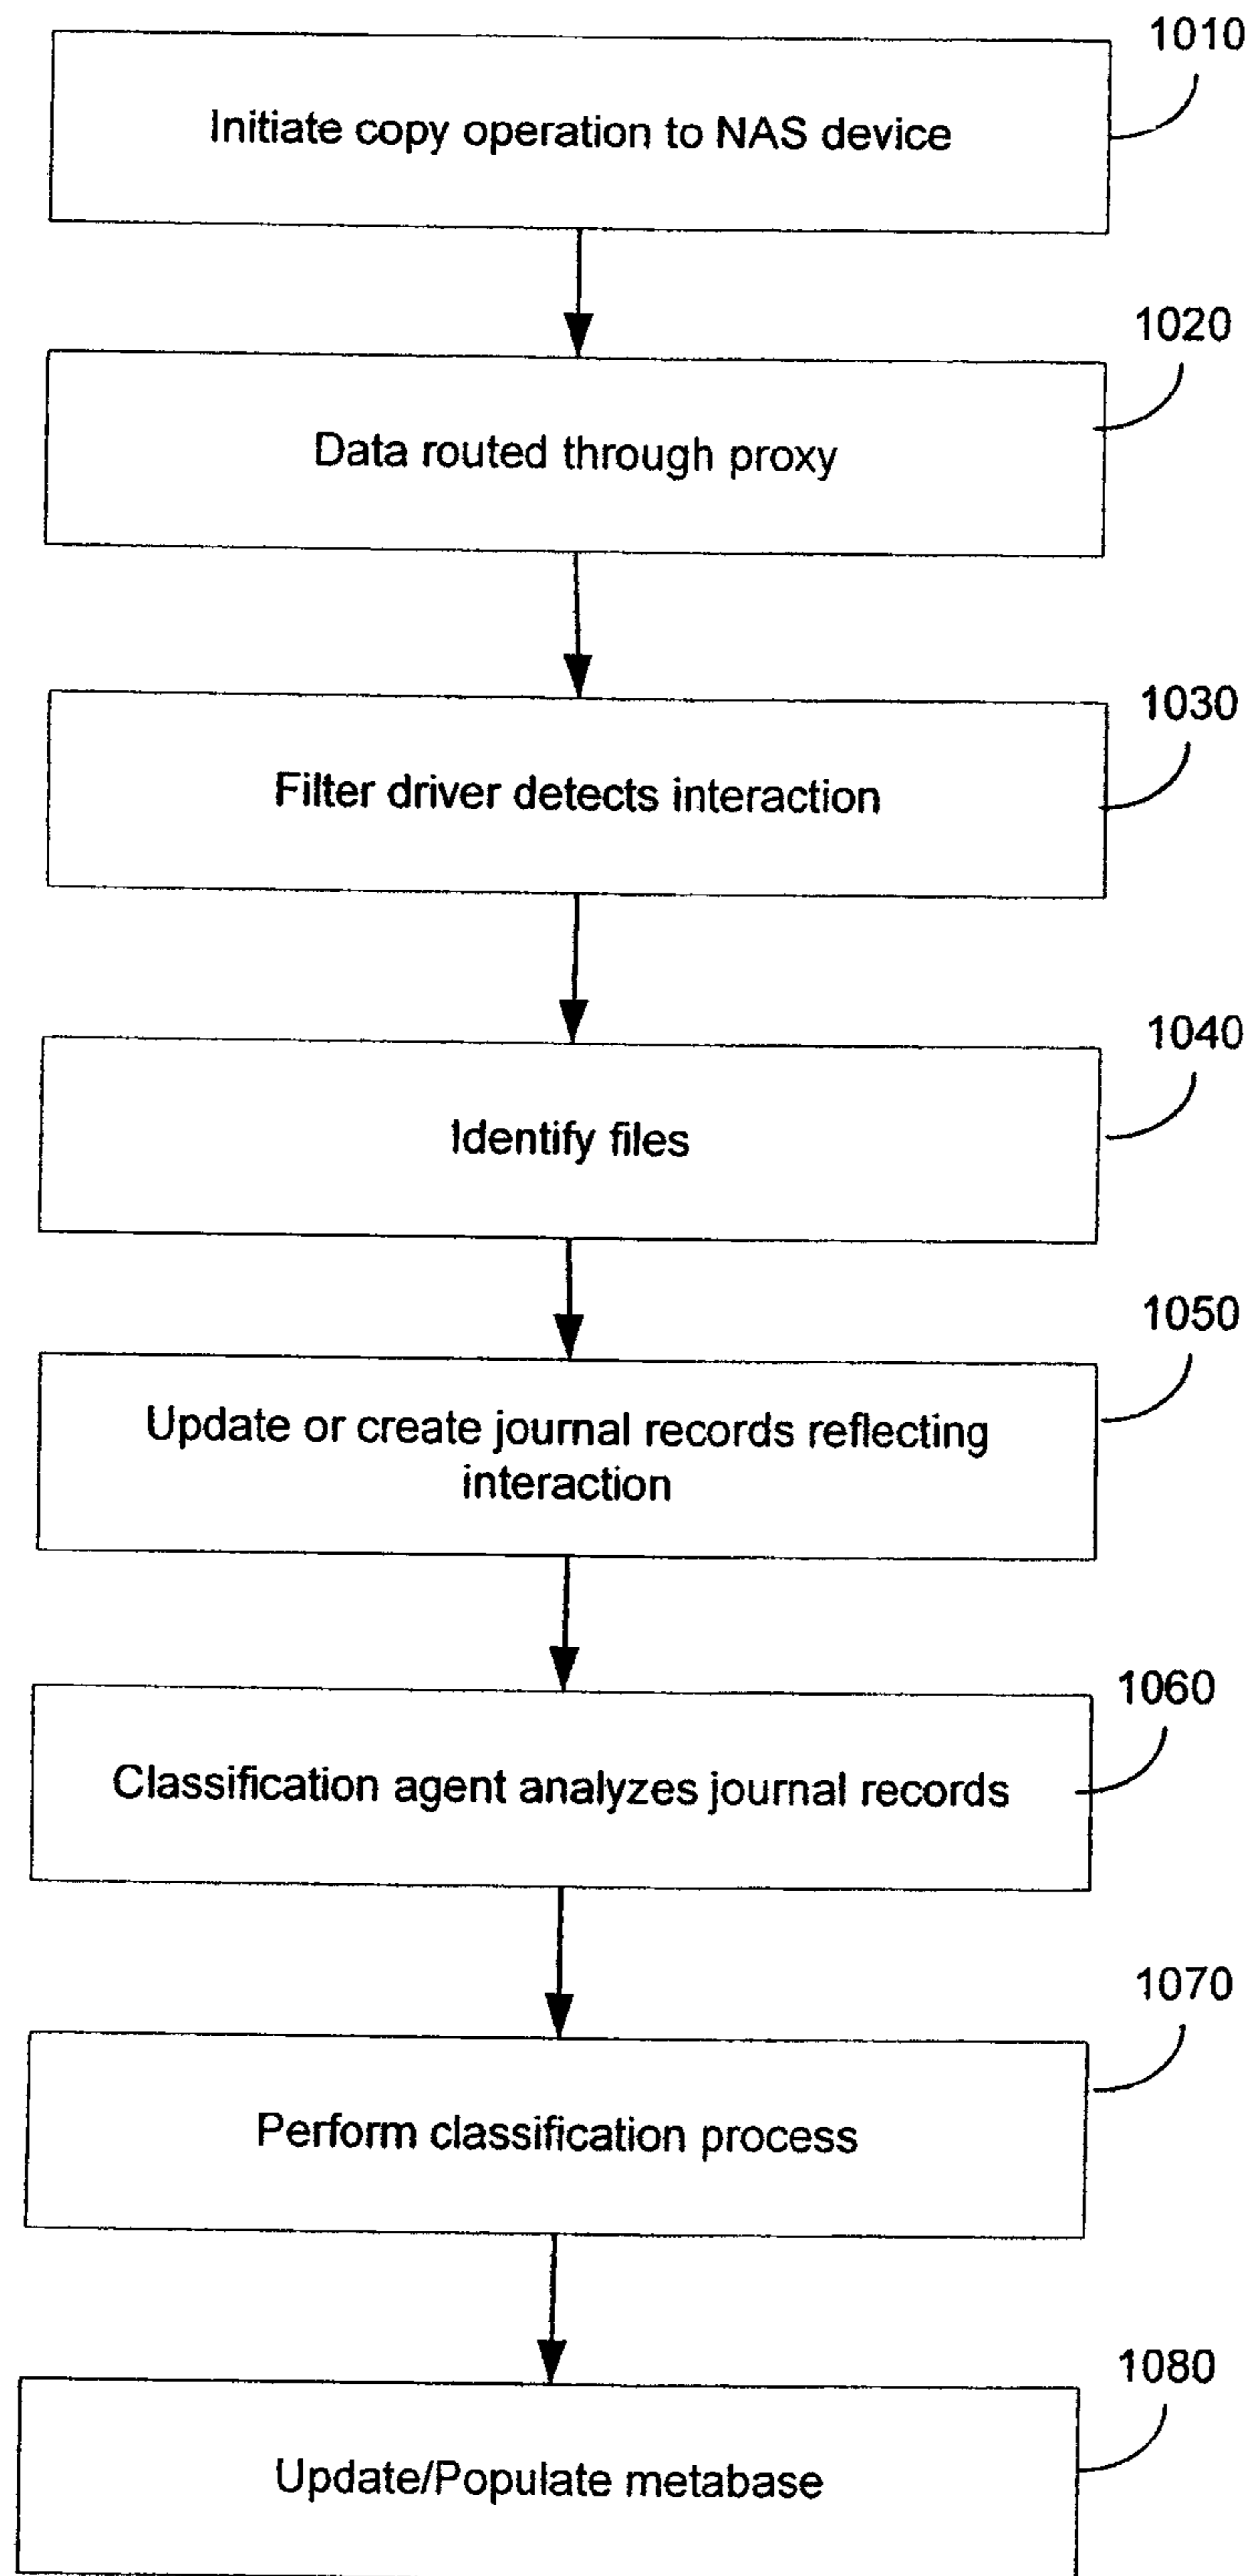 1010
Initiate copy operation to NAS device
1020
Data routed through proxy
1030
Filter driver detects interaction
1040
Identify files
1050
Update or create journal records reflecting
interaction
1060
Classification agent analyzes journal records
1070
Perform classification process
1080
Update/Populate metabase